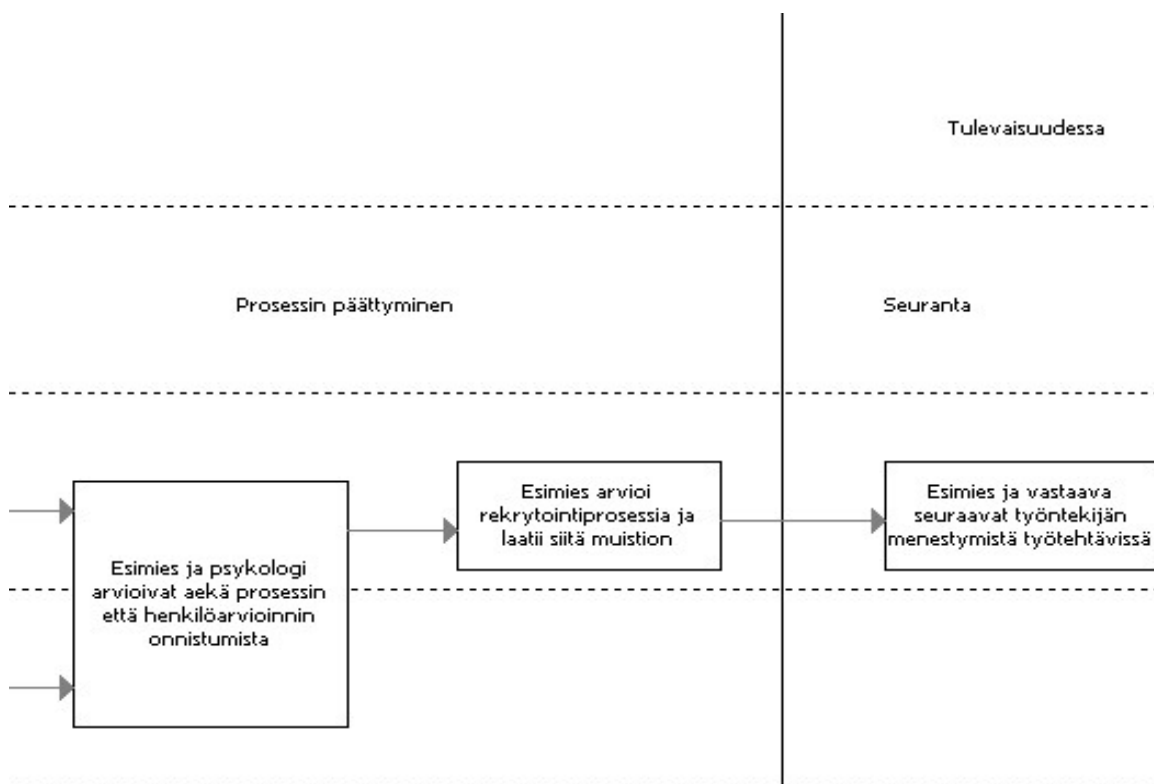 Tulevaisuudessa
Prosessin päättyminen
Seuranta
Esimies ja psykologi
arvioivat aekä prosessin
että henkilöarvioinnin
onnistumista
Esimies arvioi
rekrytointiprosessia ja
laatii siitä muistion
Esimies ja vastaava
seuraavat työntekijän
menestymistä työtehtävissä